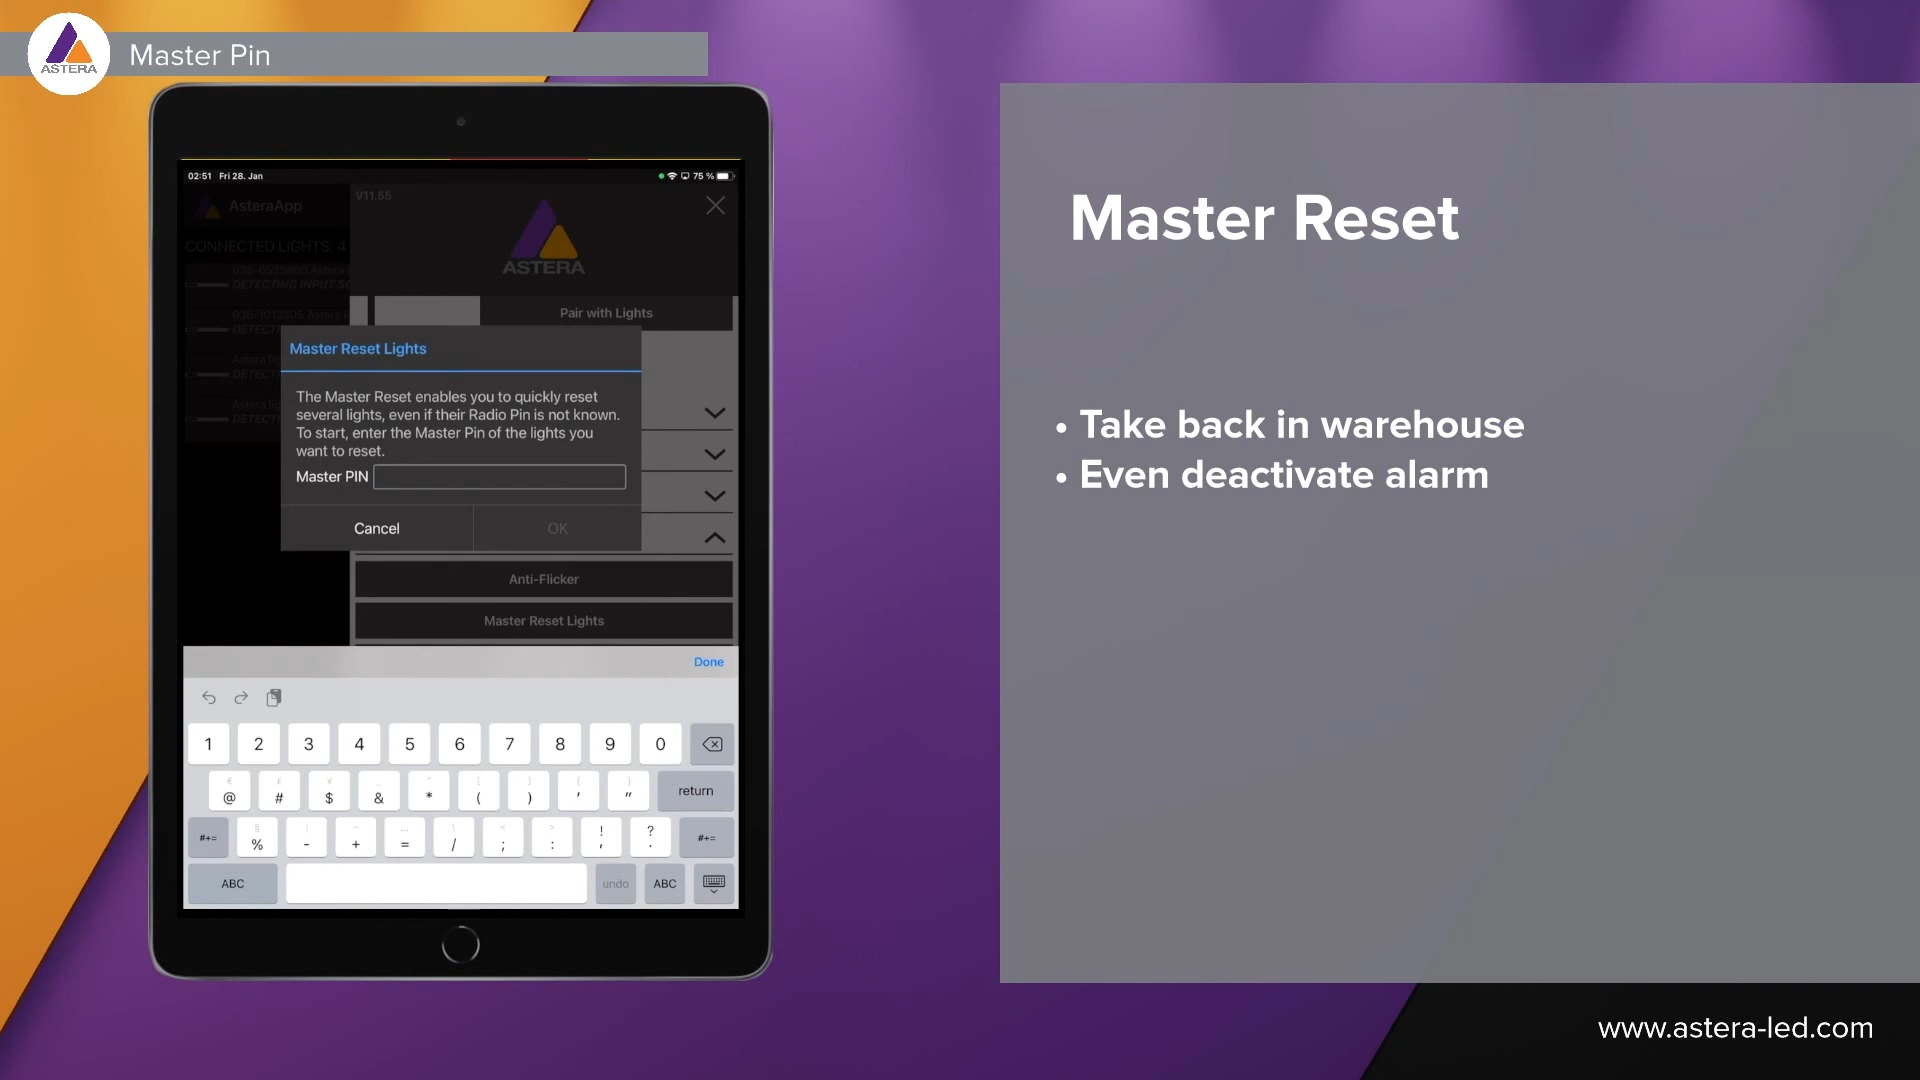 ASTERA
Master Pin
02:51 Fri 28. Jan
75 %
AsteraApp
V11.55
ASTERA
CONNECTED LIGHTS: 4
DETECTING INPUT SO
Pair with Lights
Master Reset Lights
The Master Reset enables you to quickly reset
several lights, even if their Radio Pin is not known.
To start, enter the Master Pin of the lights you
want to reset.
Master PIN
Cancel
OK
Anti-Flicker
Master Reset Lights
Done
1 2 3 4 5 6 7 8 9 0
@ # $ & * ( ) ' " return
#+= % - + = / ; : ! , ? . #+=
ABC undo ABC
Master Reset
• Take back in warehouse
• Even deactivate alarm
www.astera-led.com